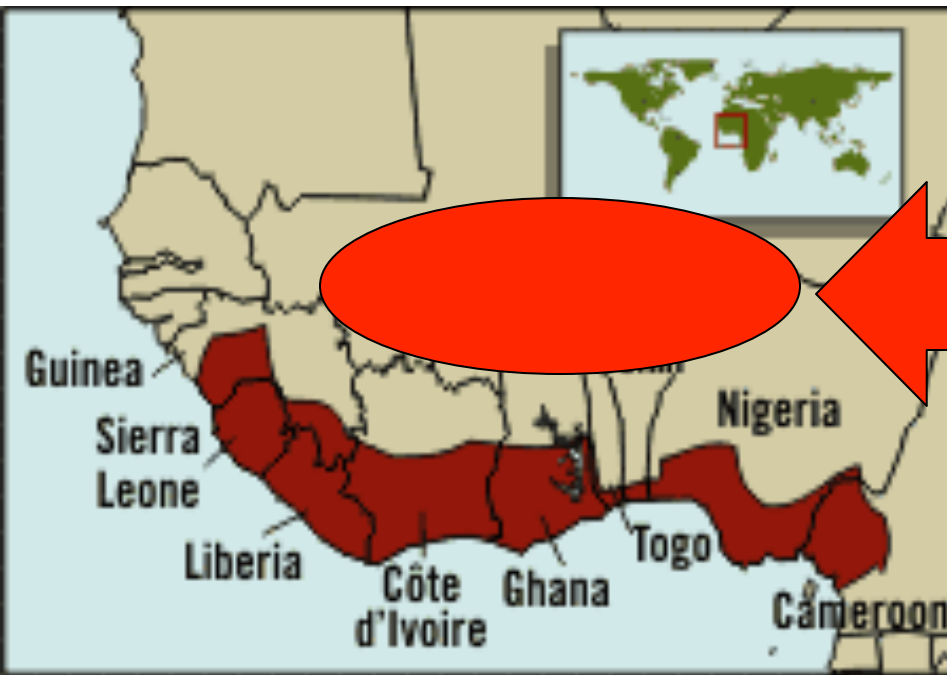 Guinea
Sierra
Leone
Liberia
Côte
d'Ivoire
Ghana
Togo
Nigeria
Cameroon